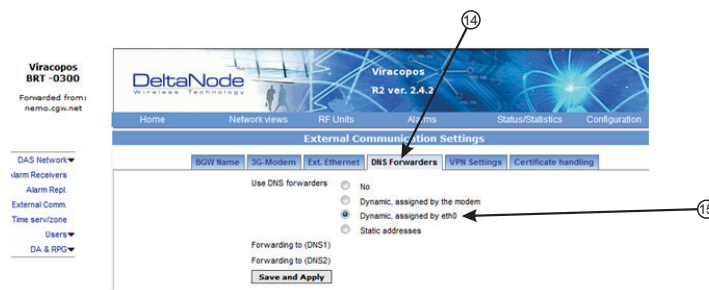 14
Viracopos
BRT -0300
Forwarded from:
nemo.cgw.net
DeltaNode
Wireless Technology
Viracopos
R2 ver. 2.4.2
Home Network views RF Units Alarms Status/Statistics Configuration
External Communication Settings
BGW Name 3G-Modem Ext. Ethernet DNS Forwarders VPN Settings Certificate handling
DAS Network
larm Receivers
Alarm Repl.
External Comm.
Time serv/zone
Users
DA & RPG
Use DNS forwarders
No
Dynamic, assigned by the modem
Dynamic, assigned by eth0
15
Static addresses
Forwarding to (DNS1)
Forwarding to (DNS2)
Save and Apply